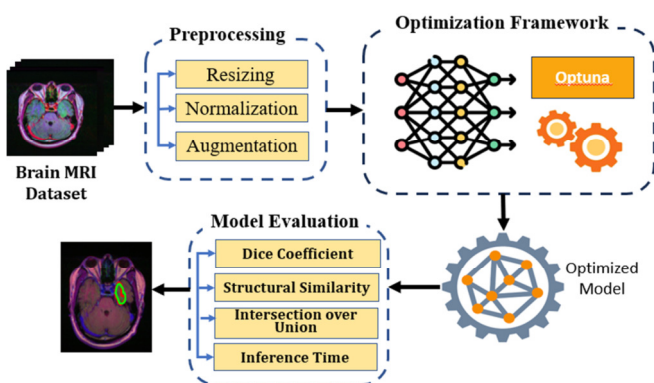 Preprocessing
Resizing
Normalization
Augmentation
Brain MRI
Dataset
Optimization Framework
Optuna
Optimized
Model
Model Evaluation
Dice Coefficient
Structural Similarity
Intersection over
Union
Inference Time